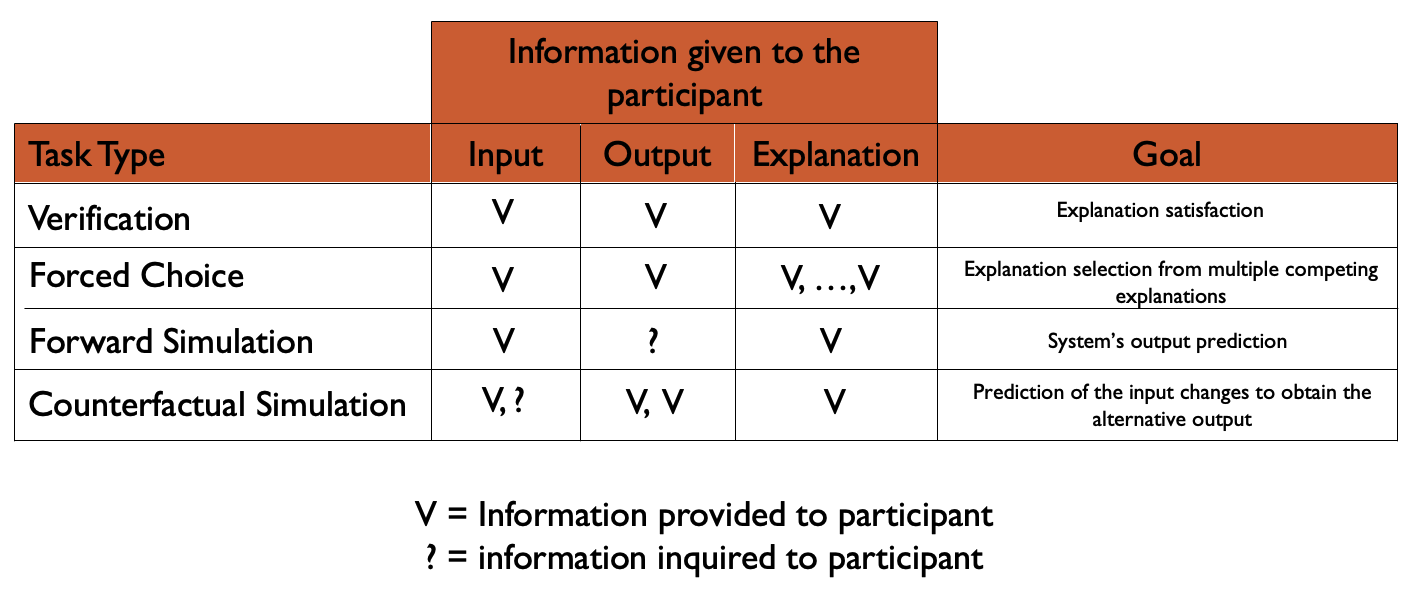 Information given to the
participant
Task Type Input Output Explanation Goal
Verification V V V Explanation satisfaction
Forced Choice V V V, ...,V Explanation selection from multiple competing
explanations
Forward Simulation V ? V System's output prediction
Counterfactual Simulation V, ? V, V V Prediction of the input changes to obtain the
alternative output
V = Information provided to participant
? = information inquired to participant